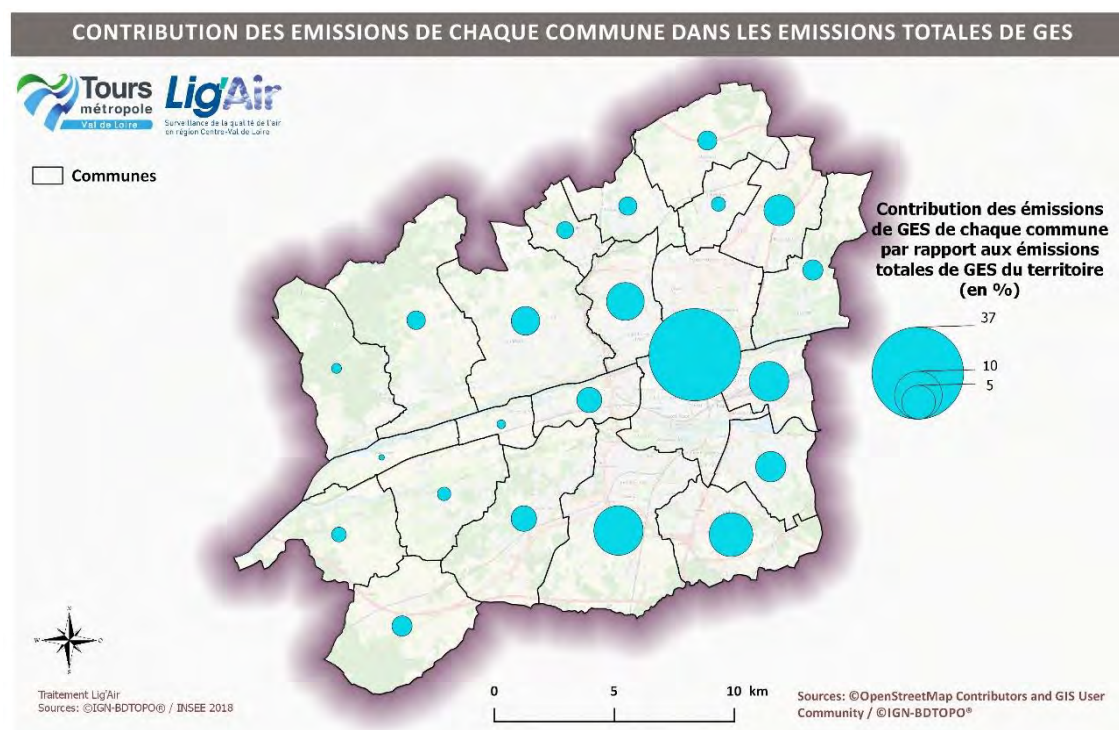 CONTRIBUTION DES EMISSIONS DE CHAQUE COMMUNE DANS LES EMISSIONS TOTALES DE GES
Tours
métropole
Val de Loire
Lig'Air
Surveillance de la qualité de l'air
en région Centre-Val de Loire
Communes
Contribution des émissions
de GES de chaque commune
par rapport aux émissions
totales de GES du territoire
(en %)
37
10
5
N
W
O
S
0 5 10 km
Traitement Lig'Air
Sources: ©IGN-BDTOPO® / INSEE 2018
Sources: ©OpenStreetMap Contributors and GIS User
Community / ©IGN-BDTOPO®